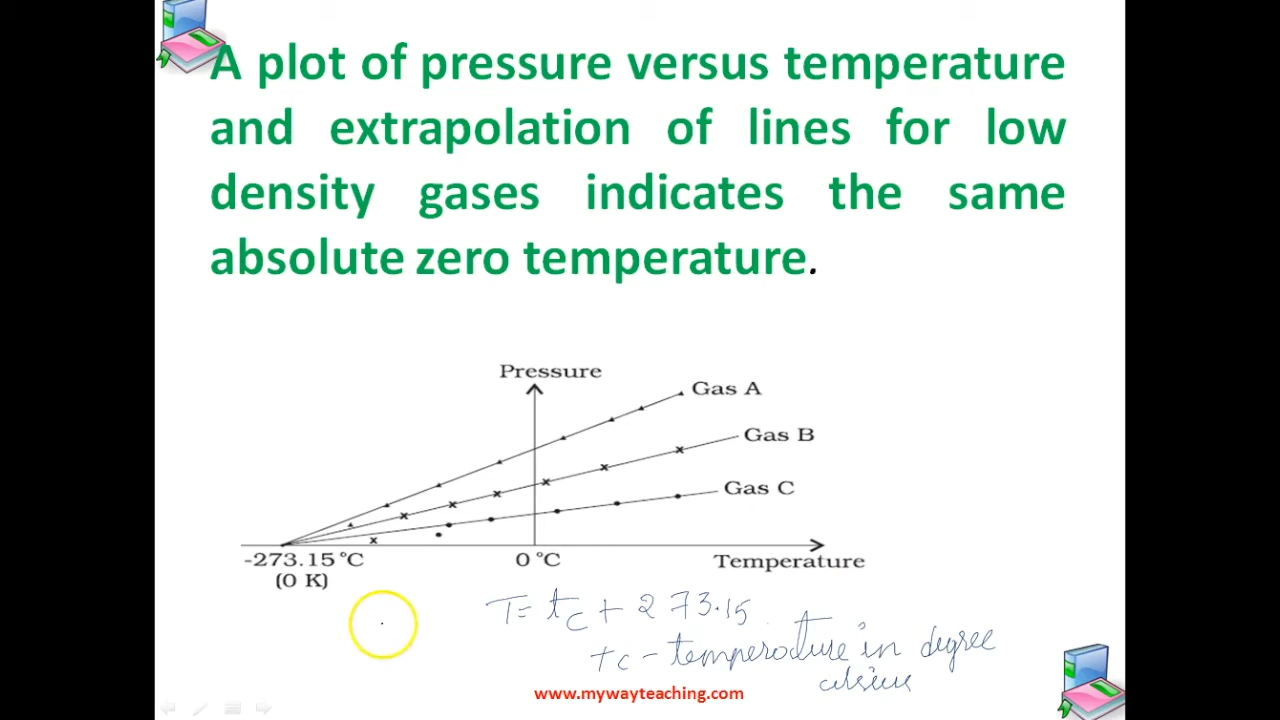 A plot of pressure versus temperature
and extrapolation of lines for low
density gases indicates the same
absolute zero temperature.
Pressure
Gas A
Gas B
Gas C
-273.15 °C
(0 K)
0 °C
Temperature
T = tc + 273.15
tc - temperature in degree
celsius
www.mywayteaching.com